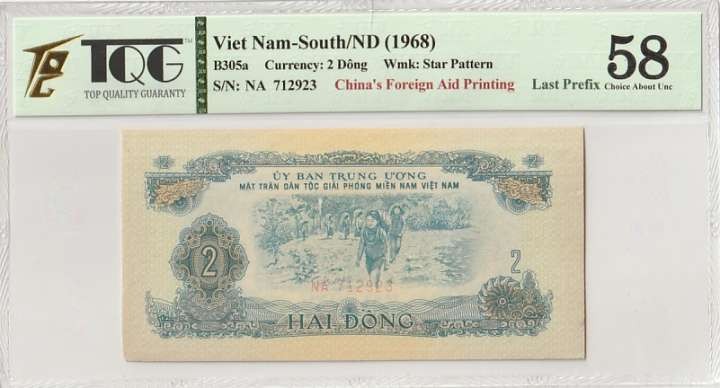 TQG™
TOP QUALITY GUARANTY
Viet Nam-South/ND (1968)
B305a Currency: 2 Dông Wmk: Star Pattern
S/N: NA 712923 China's Foreign Aid Printing Last Prefix
58
Choice About Unc
2 2
ỦY BAN TRUNG ƯƠNG
MẶT TRẬN DÂN TỘC GIẢI PHÓNG MIỀN NAM VIỆT NAM
2 2
NA 712923
HAI ĐỒNG